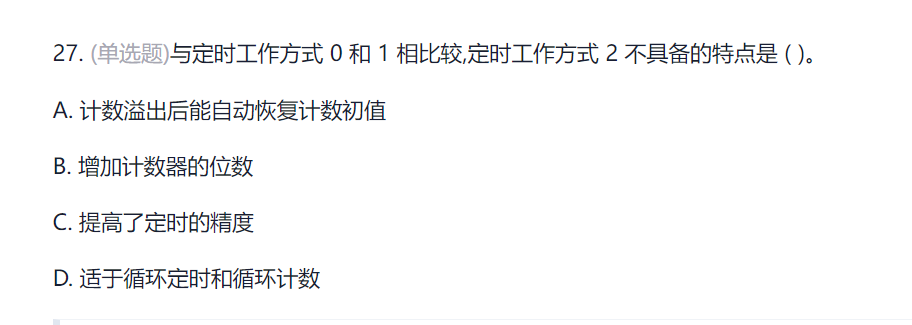 27. (单选题)与定时工作方式 0 和 1 相比较,定时工作方式 2 不具备的特点是 ( )。
A. 计数溢出后能自动恢复计数初值
B. 增加计数器的位数
C. 提高了定时的精度
D. 适于循环定时和循环计数